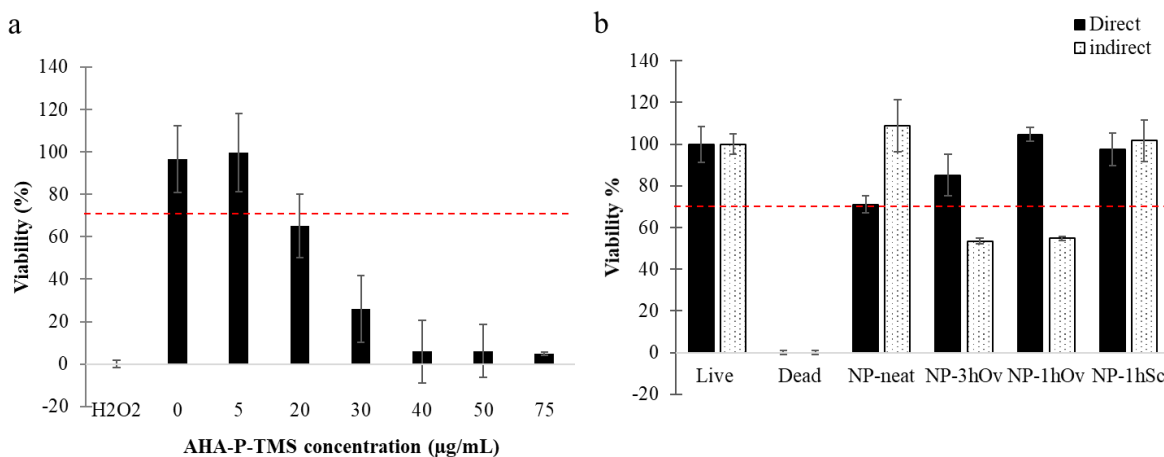 a
140
120
100
80
60
40
20
0
-20
Viability (%)
H2O2 0 5 20 30 40 50 75
AHA-P-TMS concentration (µg/mL)
b
Direct
indirect
140
120
100
80
60
40
20
0
-20
Viability %
Live Dead NP-neat NP-3hOv NP-1hOv NP-1hSc